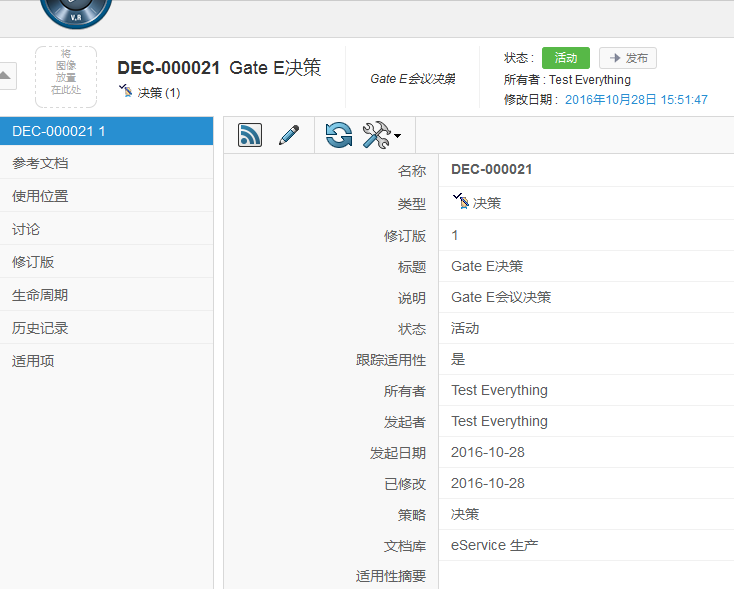 V.R
将
图像
放置
在此处
DEC-000021 Gate E决策
决策 (1)
Gate E会议决策
状态 : 活动 发布
所有者 : Test Everything
修改日期 : 2016年10月28日 15:51:47
DEC-000021 1
参考文档
使用位置
讨论
修订版
生命周期
历史记录
适用项
名称 DEC-000021
类型 决策
修订版 1
标题 Gate E决策
说明 Gate E会议决策
状态 活动
跟踪适用性 是
所有者 Test Everything
发起者 Test Everything
发起日期 2016-10-28
已修改 2016-10-28
策略 决策
文档库 eService 生产
适用性摘要